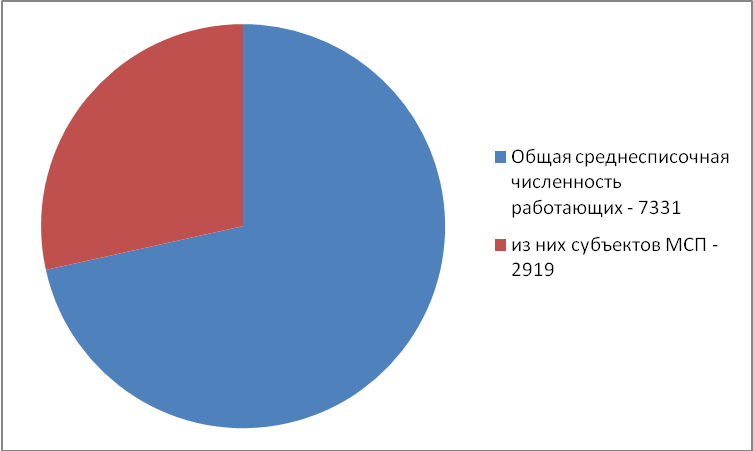 Общая среднесписочная
численность
работающих - 7331
из них субъектов МСП -
2919